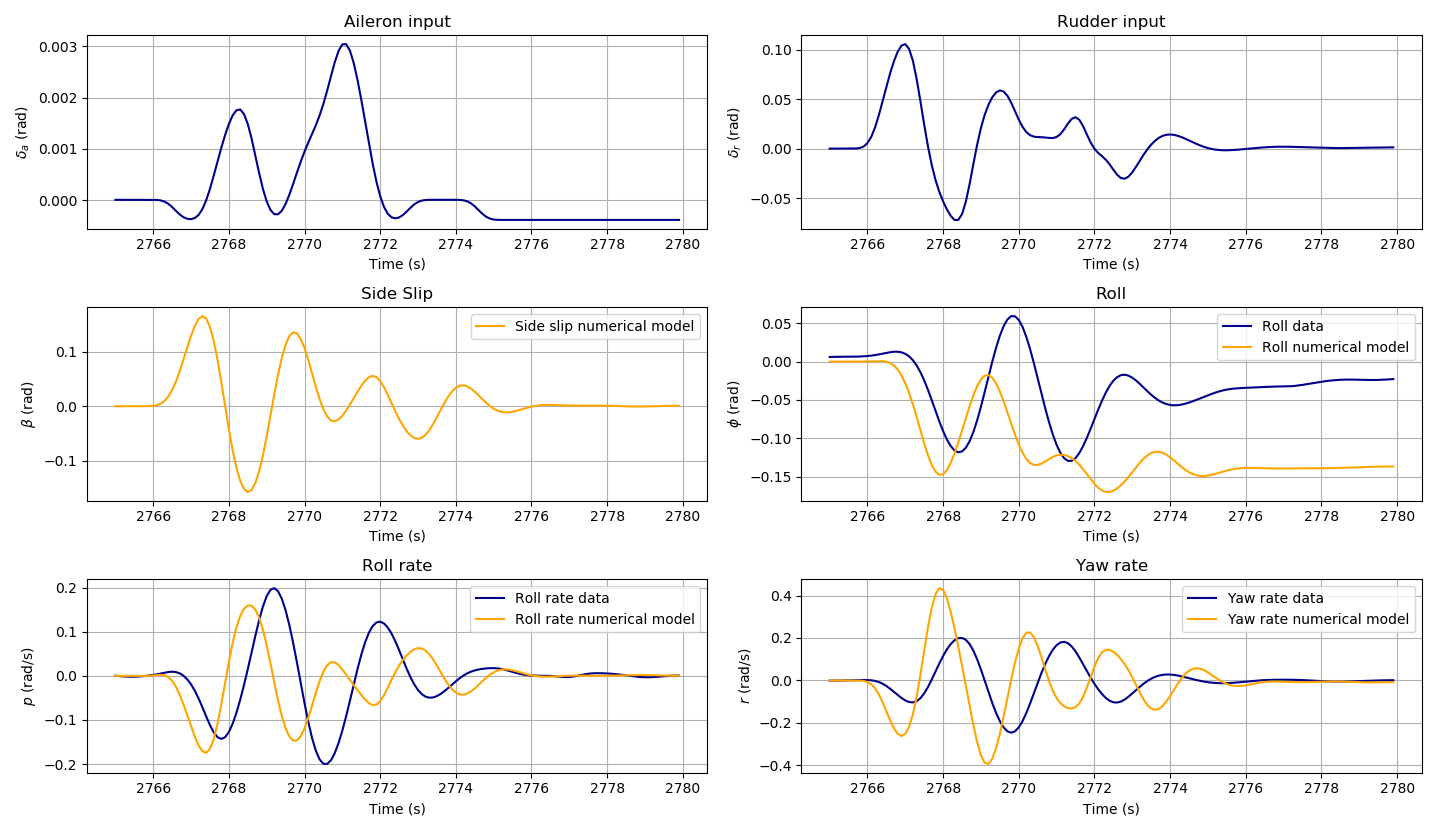 Aileron input
0.003
0.002
0.001
0.000
δa (rad)
2766 2768 2770 2772 2774 2776 2778 2780
Time (s)
Rudder input
0.10
0.05
0.00
−0.05
δr (rad)
2766 2768 2770 2772 2774 2776 2778 2780
Time (s)
Side Slip
Side slip numerical model
0.1
0.0
−0.1
β (rad)
2766 2768 2770 2772 2774 2776 2778 2780
Time (s)
Roll
Roll data
Roll numerical model
0.05
0.00
−0.05
−0.10
−0.15
ϕ (rad)
2766 2768 2770 2772 2774 2776 2778 2780
Time (s)
Roll rate
Roll rate data
Roll rate numerical model
0.2
0.1
0.0
−0.1
−0.2
p (rad/s)
2766 2768 2770 2772 2774 2776 2778 2780
Time (s)
Yaw rate
Yaw rate data
Yaw rate numerical model
0.4
0.2
0.0
−0.2
−0.4
r (rad/s)
2766 2768 2770 2772 2774 2776 2778 2780
Time (s)